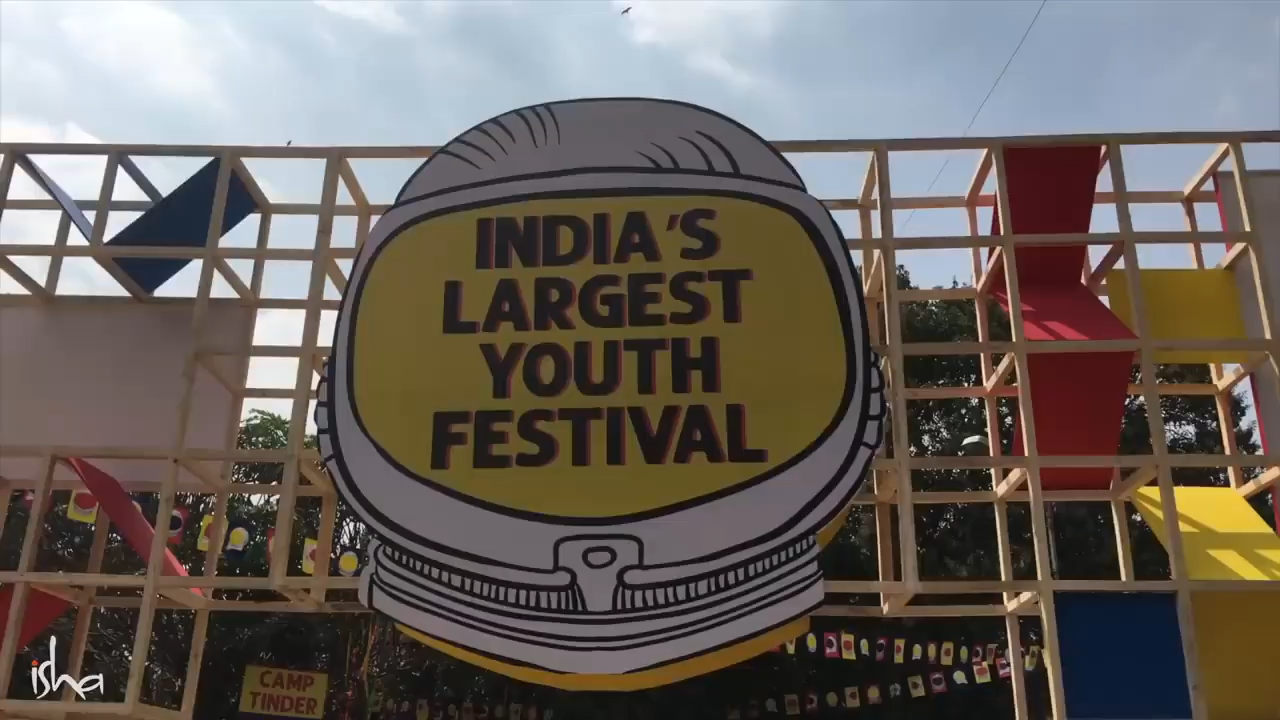 INDIA'S
LARGEST
YOUTH
FESTIVAL
CAMP
TINDER
isha